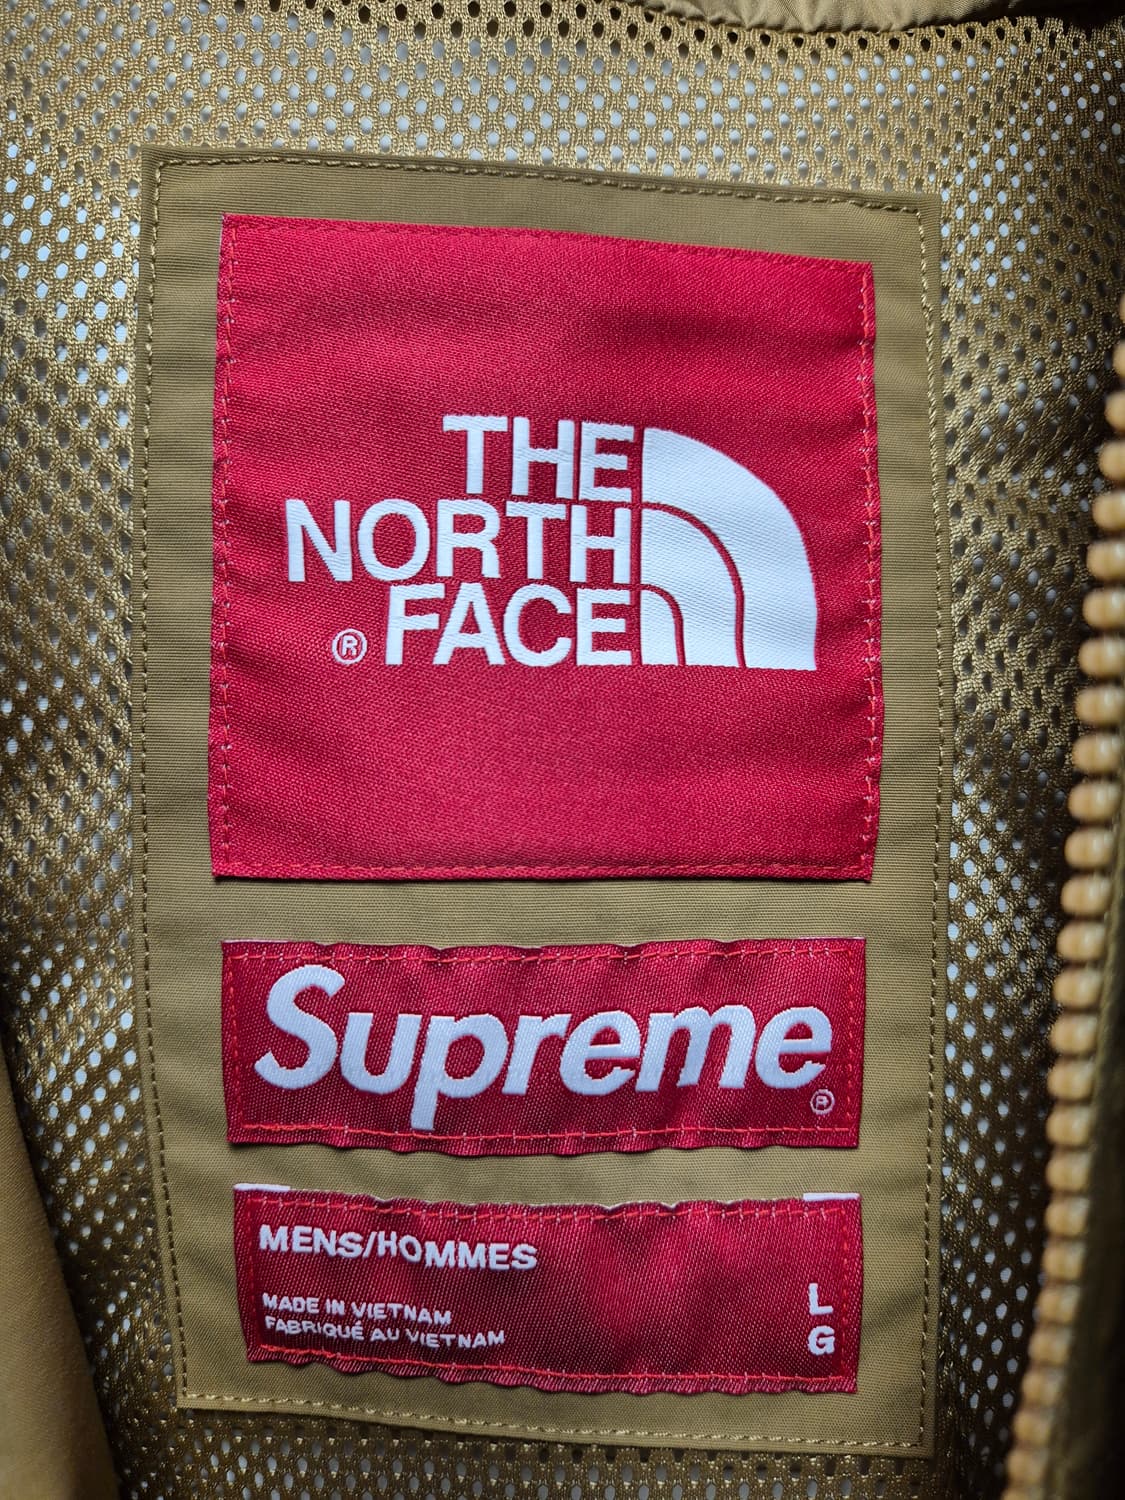 THE
NORTH
® FACE
Supreme
®
MENS/HOMMES
MADE IN VIETNAM
FABRIQUÉ AU VIETNAM
L
G